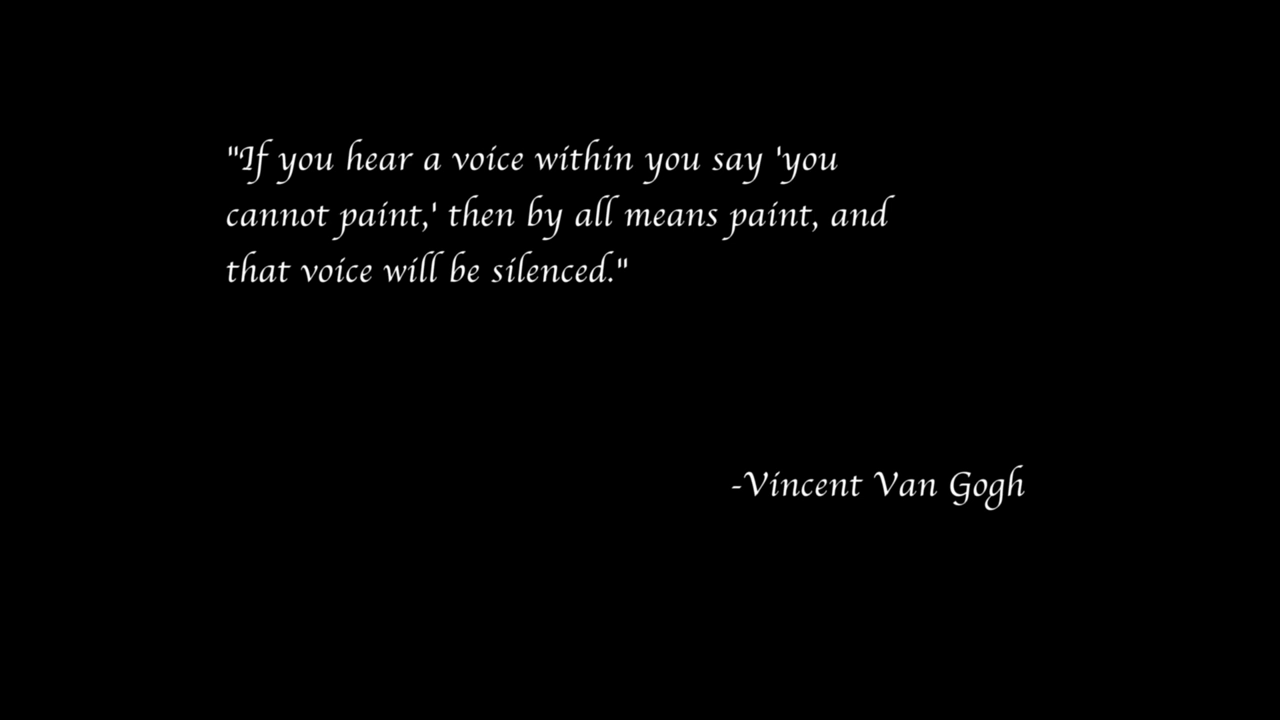 "If you hear a voice within you say 'you
cannot paint,' then by all means paint, and
that voice will be silenced."
-Vincent Van Gogh